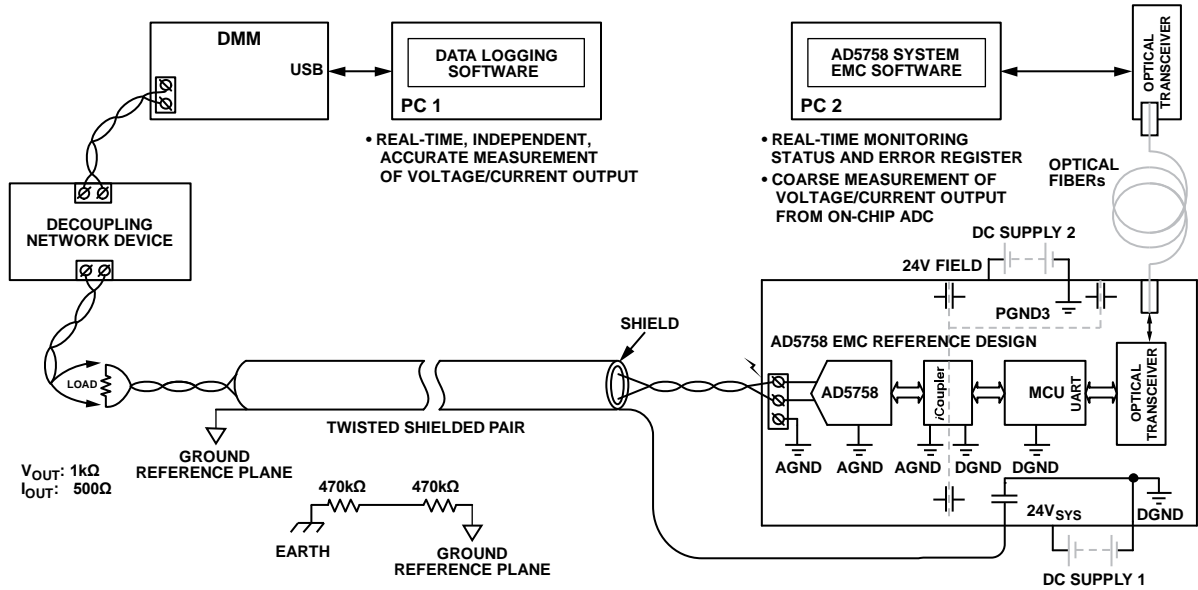 DMM
USB
DATA LOGGING
SOFTWARE
PC 1
• REAL-TIME, INDEPENDENT,
ACCURATE MEASUREMENT
OF VOLTAGE/CURRENT OUTPUT
AD5758 SYSTEM
EMC SOFTWARE
PC 2
• REAL-TIME MONITORING
STATUS AND ERROR REGISTER
• COARSE MEASUREMENT OF
VOLTAGE/CURRENT OUTPUT
FROM ON-CHIP ADC
OPTICAL
TRANSCEIVER
OPTICAL
FIBERs
DECOUPLING
NETWORK DEVICE
DC SUPPLY 2
24V FIELD
PGND3
AD5758 EMC REFERENCE DESIGN
SHIELD
LOAD
TWISTED SHIELDED PAIR
GROUND
REFERENCE PLANE
AD5758
iCoupler
MCU
UART
OPTICAL
TRANSCEIVER
AGND
AGND
AGND
DGND
DGND
VOUT: 1kΩ
IOUT: 500Ω
470kΩ
470kΩ
EARTH
GROUND
REFERENCE PLANE
24VSYS
DGND
DC SUPPLY 1